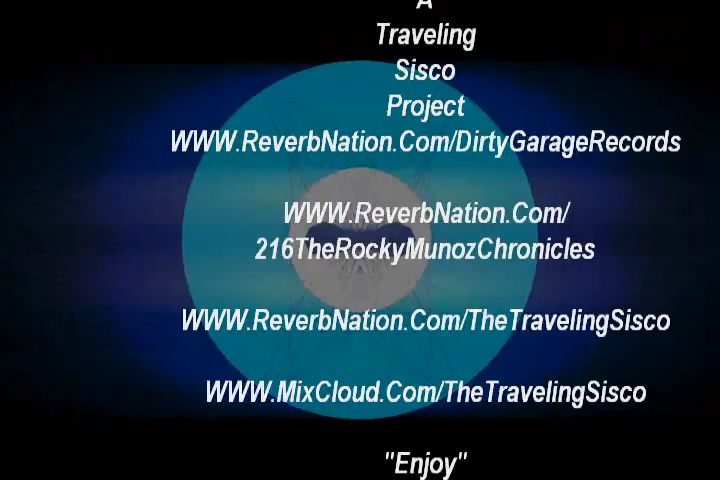 A
Traveling
Sisco
Project
WWW.ReverbNation.Com/DirtyGarageRecords
WWW.ReverbNation.Com/
216TheRockyMunozChronicles
WWW.ReverbNation.Com/TheTravelingSisco
WWW.MixCloud.Com/TheTravelingSisco
"Enjoy"